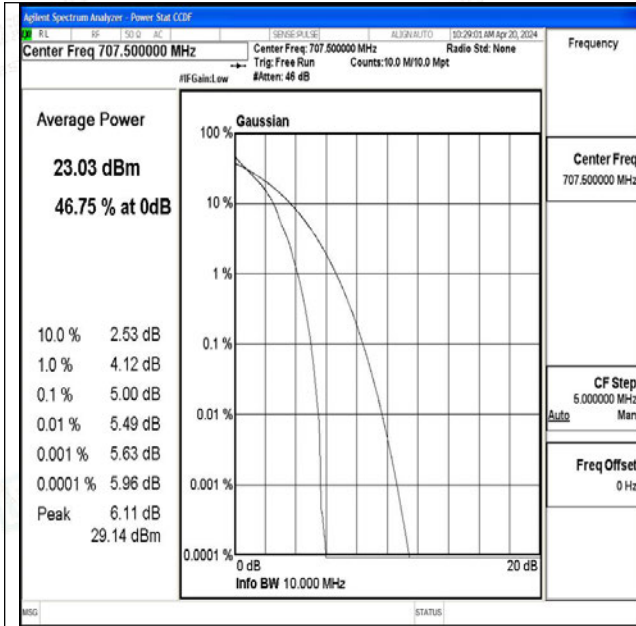 Agilent Spectrum Analyzer - Power Stat CCDF
RL RF 50 Ω AC SENSE:PULSE ALIGN AUTO 10:29:01 AM Apr 20, 2024
Center Freq 707.500000 MHz
Center Freq: 707.500000 MHz Radio Std: None
Trig: Free Run Counts:10.0 M/10.0 Mpt
#IFGain:Low #Atten: 46 dB
Frequency
Average Power
23.03 dBm
46.75 % at 0dB
10.0 % 2.53 dB
1.0 % 4.12 dB
0.1 % 5.00 dB
0.01 % 5.49 dB
0.001 % 5.63 dB
0.0001 % 5.96 dB
Peak 6.11 dB
29.14 dBm
Gaussian
100 %
10 %
1 %
0.1 %
0.01 %
0.001 %
0.0001 %
0 dB 20 dB
Info BW 10.000 MHz
Center Freq
707.500000 MHz
CF Step
5.000000 MHz
Auto Man
Freq Offset
0 Hz
MSG STATUS